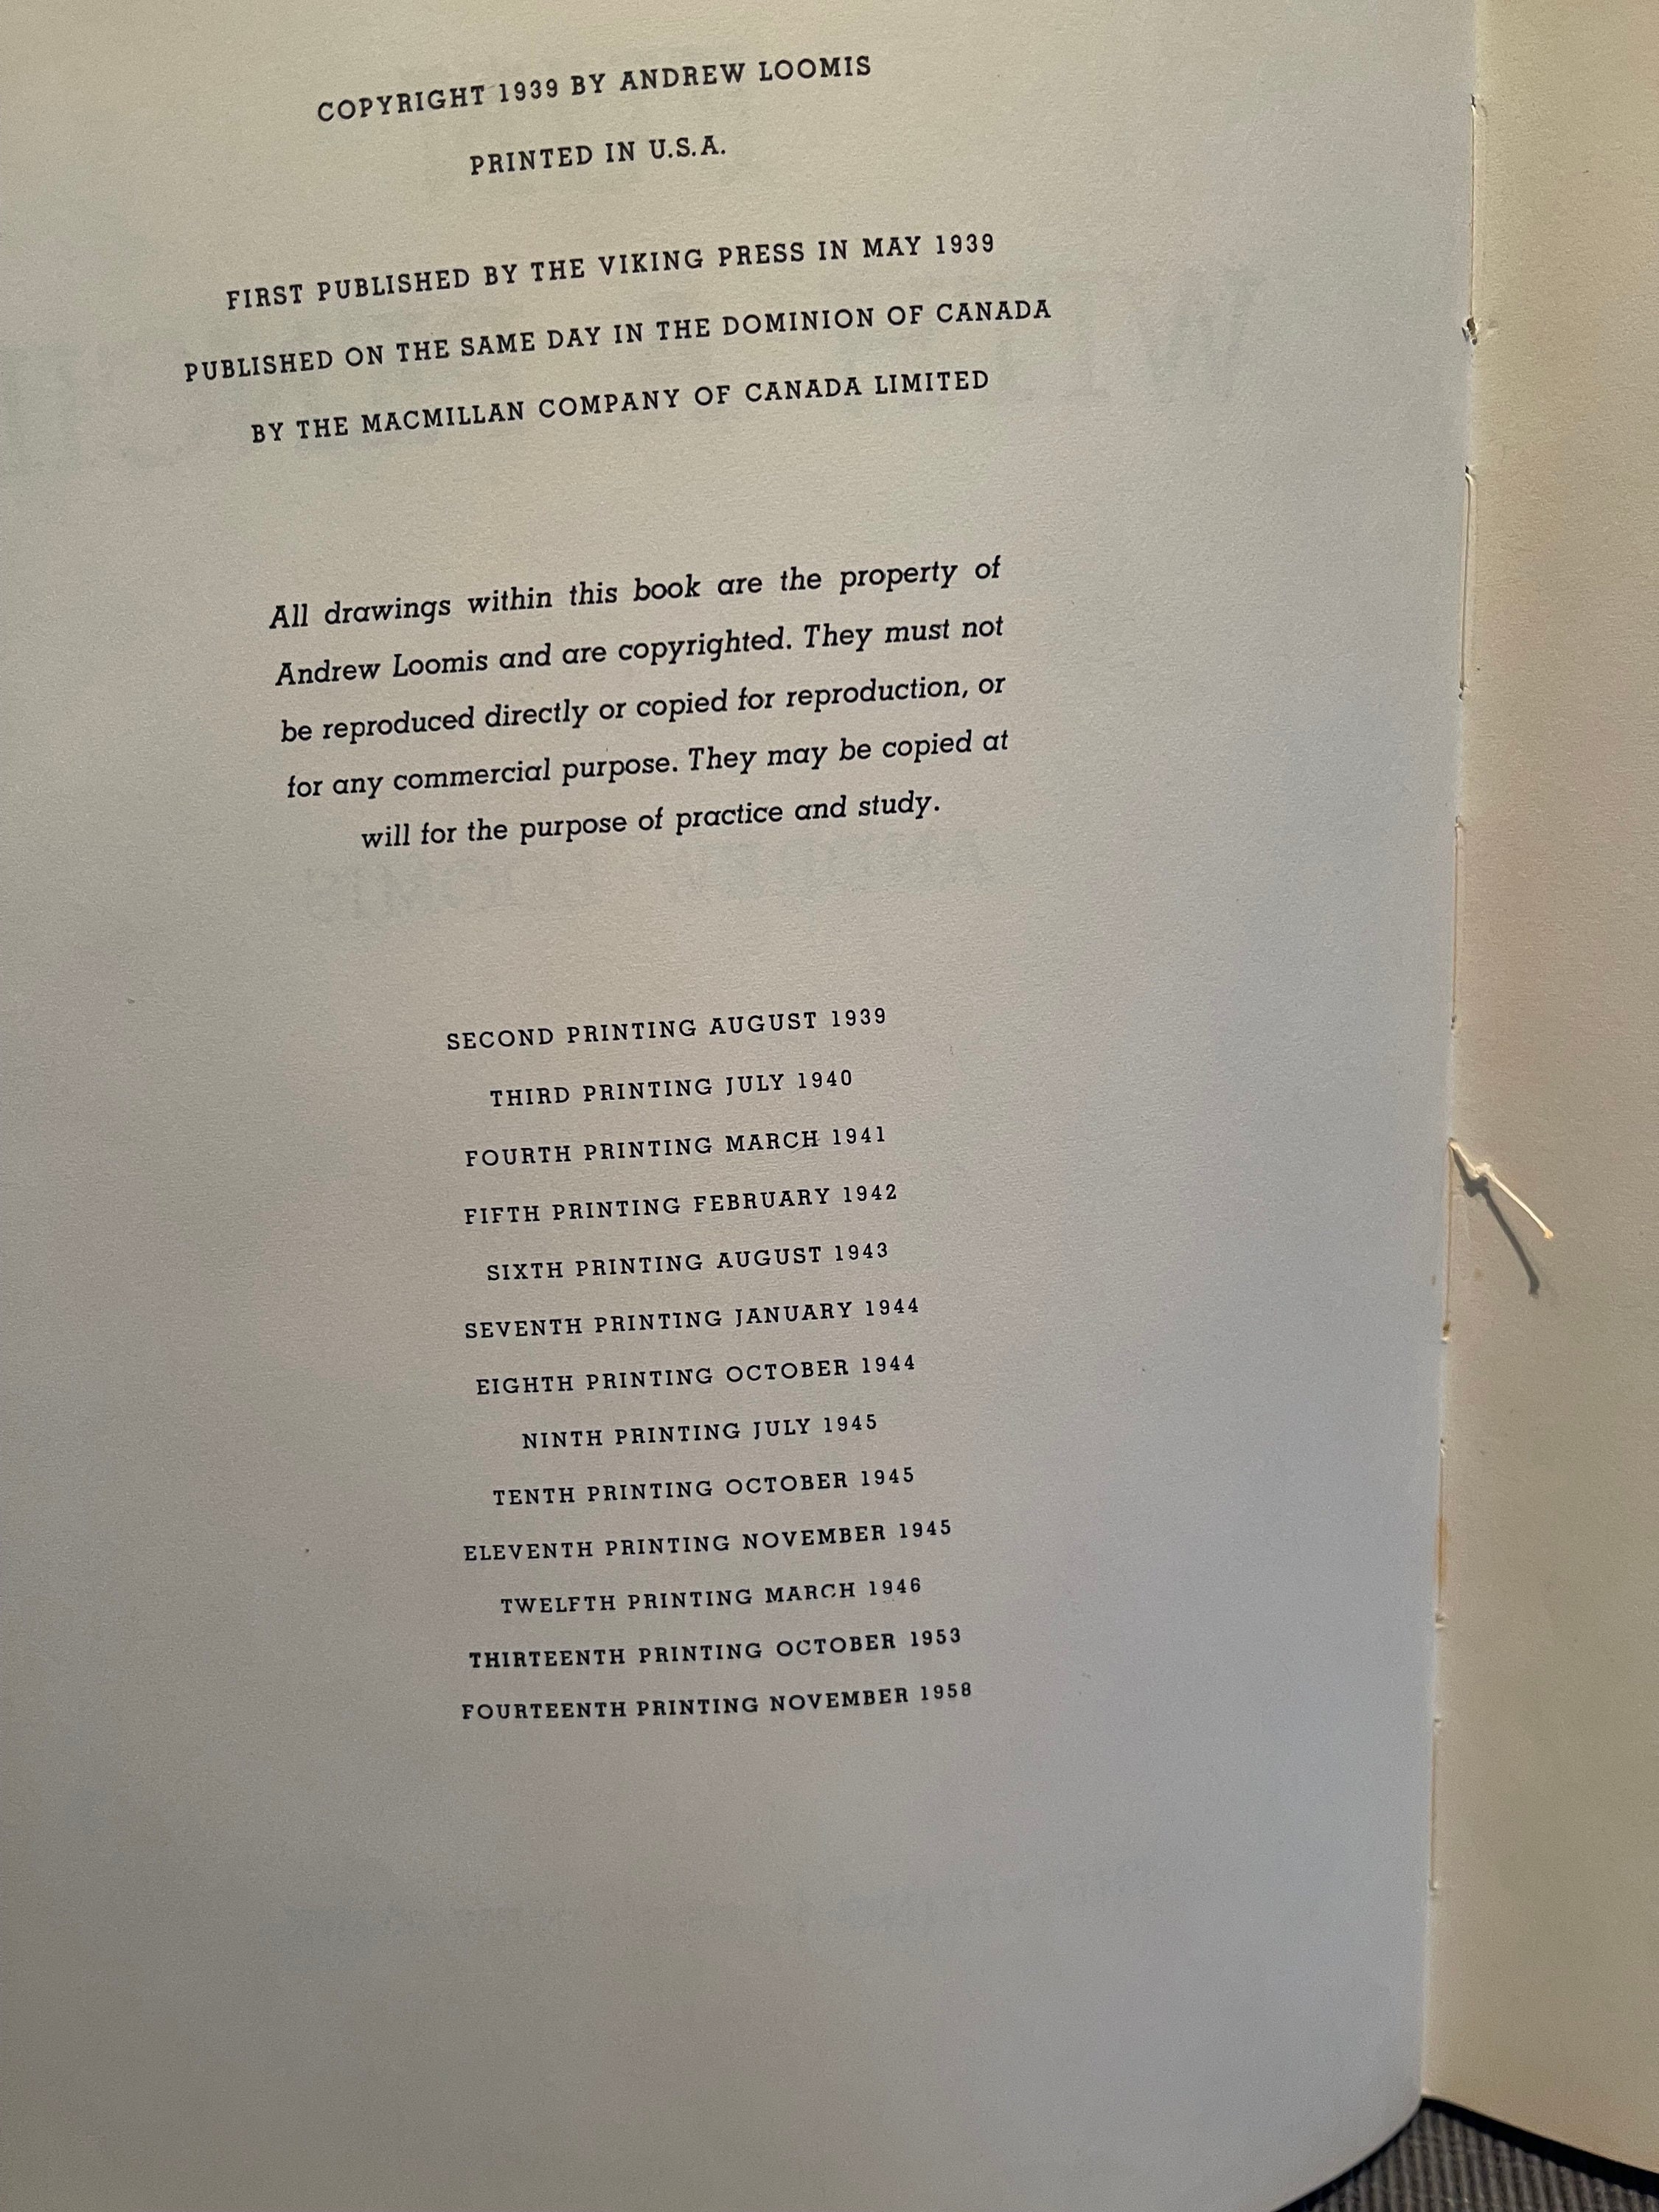 COPYRIGHT 1939 BY ANDREW LOOMIS
PRINTED IN U.S.A.
FIRST PUBLISHED BY THE VIKING PRESS IN MAY 1939
PUBLISHED ON THE SAME DAY IN THE DOMINION OF CANADA
BY THE MACMILLAN COMPANY OF CANADA LIMITED
All drawings within this book are the property of
Andrew Loomis and are copyrighted. They must not
be reproduced directly or copied for reproduction, or
for any commercial purpose. They may be copied at
will for the purpose of practice and study.
SECOND PRINTING AUGUST 1939
THIRD PRINTING JULY 1940
FOURTH PRINTING MARCH 1941
FIFTH PRINTING FEBRUARY 1942
SIXTH PRINTING AUGUST 1943
SEVENTH PRINTING JANUARY 1944
EIGHTH PRINTING OCTOBER 1944
NINTH PRINTING JULY 1945
TENTH PRINTING OCTOBER 1945
ELEVENTH PRINTING NOVEMBER 1945
TWELFTH PRINTING MARCH 1946
THIRTEENTH PRINTING OCTOBER 1953
FOURTEENTH PRINTING NOVEMBER 1958